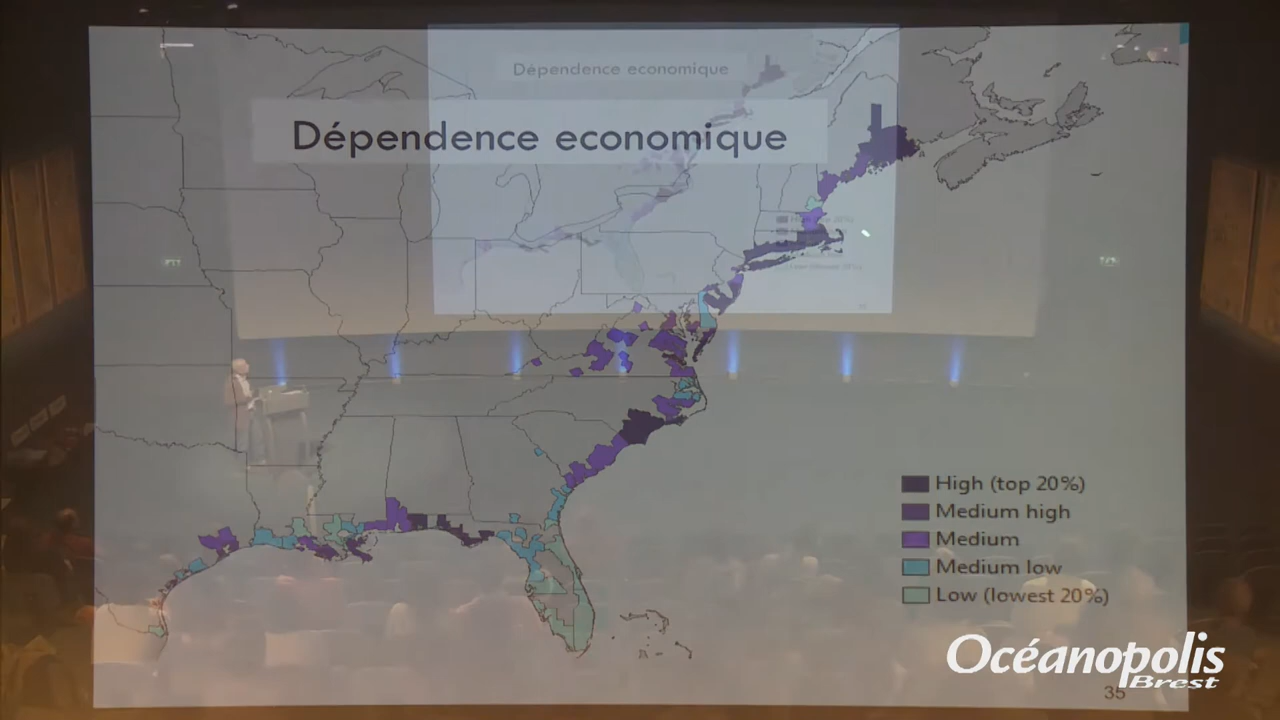 Dépendence economique
Dépendence economique
High (top 20%)
Medium high
Medium
Medium low
Low (lowest 20%)
Océanopolis
Brest
35